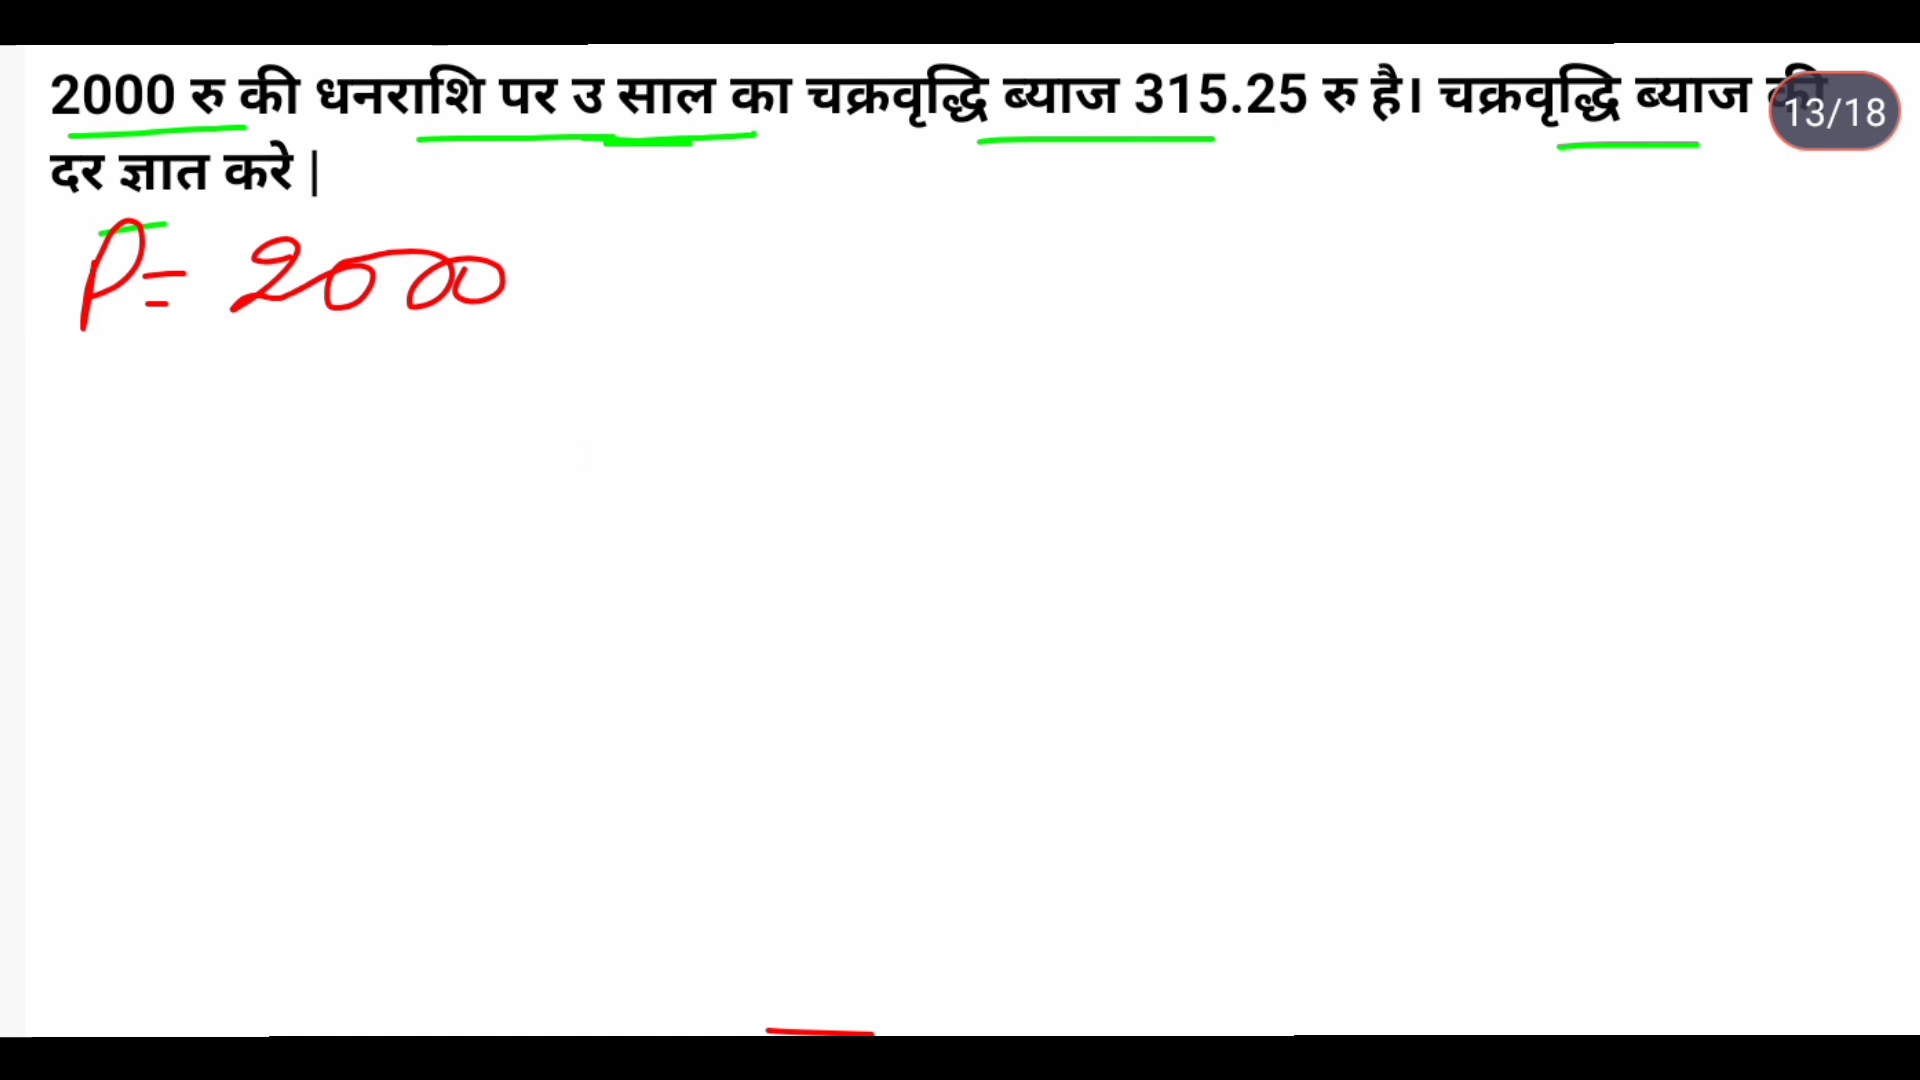 2000 रु की धनराशि पर उ साल का चक्रवृद्धि ब्याज 315.25 रु है। चक्रवृद्धि ब्याज की
13/18
दर ज्ञात करे |
P= 2000